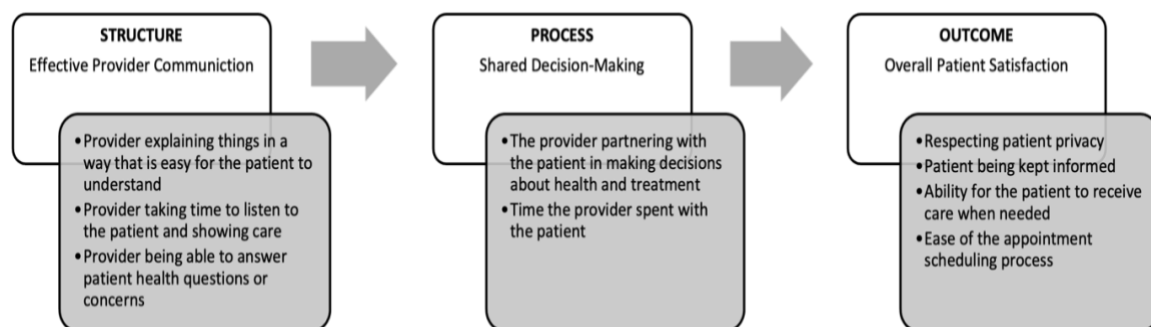 STRUCTURE
Effective Provider Communiction
•Provider explaining things in a
way that is easy for the patient to
understand
•Provider taking time to listen to
the patient and showing care
•Provider being able to answer
patient health questions or
concerns
PROCESS
Shared Decision-Making
•The provider partnering with
the patient in making decisions
about health and treatment
•Time the provider spent with
the patient
OUTCOME
Overall Patient Satisfaction
•Respecting patient privacy
•Patient being kept informed
•Ability for the patient to receive
care when needed
•Ease of the appointment
scheduling process